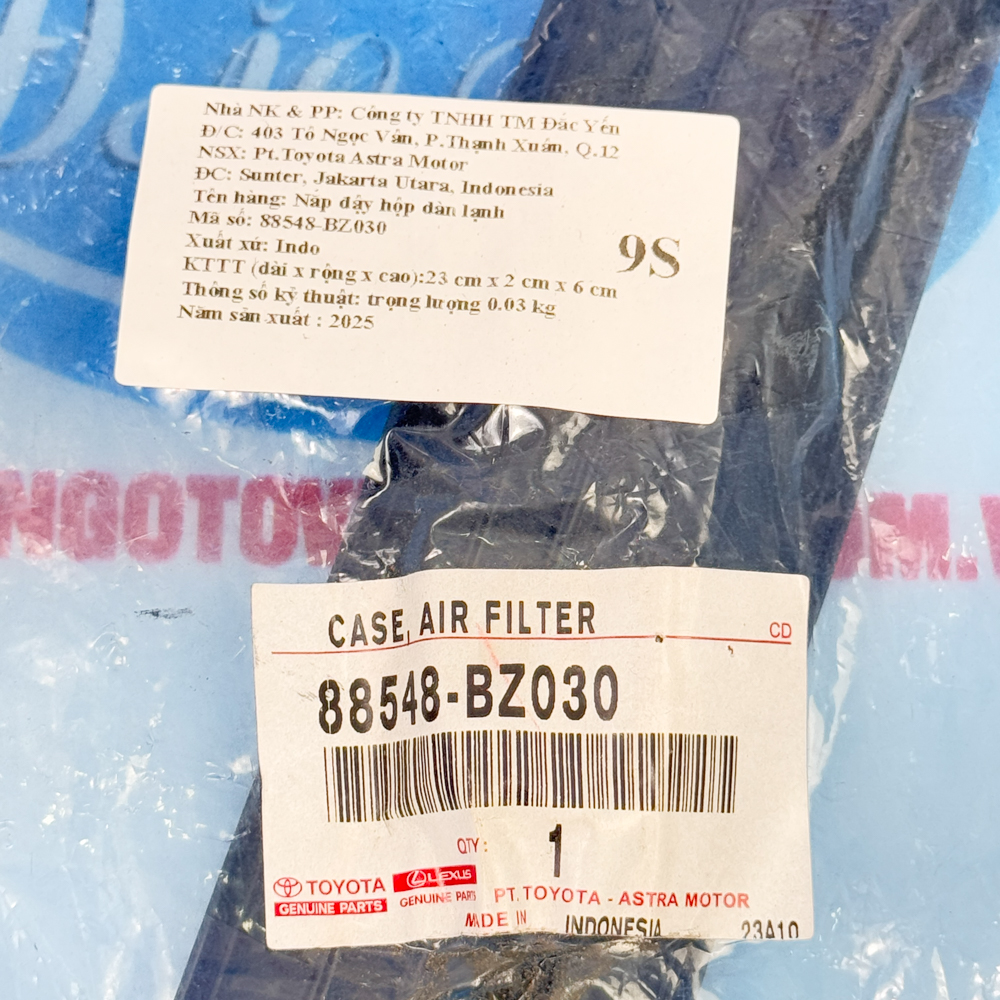 Nhà NK & PP: Công ty TNHH TM Đắc Yến
Đ/C: 403 Tô Ngọc Vân, P.Thạnh Xuân, Q.12
NSX: Pt.Toyota Astra Motor
ĐC: Sunter, Jakarta Utara, Indonesia
Tên hàng: Nắp đậy hộp dàn lạnh
Mã số: 88548-BZ030
Xuất xứ: Indo
9S
KTTT (dài x rộng x cao):23 cm x 2 cm x 6 cm
Thông số kỹ thuật: trọng lượng 0.03 kg
Năm sản xuất : 2025
CASE, AIR FILTER
CD
88548-BZ030
QTY : 1
TOYOTA
GENUINE PARTS
LEXUS
GENUINE PARTS
PT. TOYOTA - ASTRA MOTOR
MADE IN INDONESIA
23A10